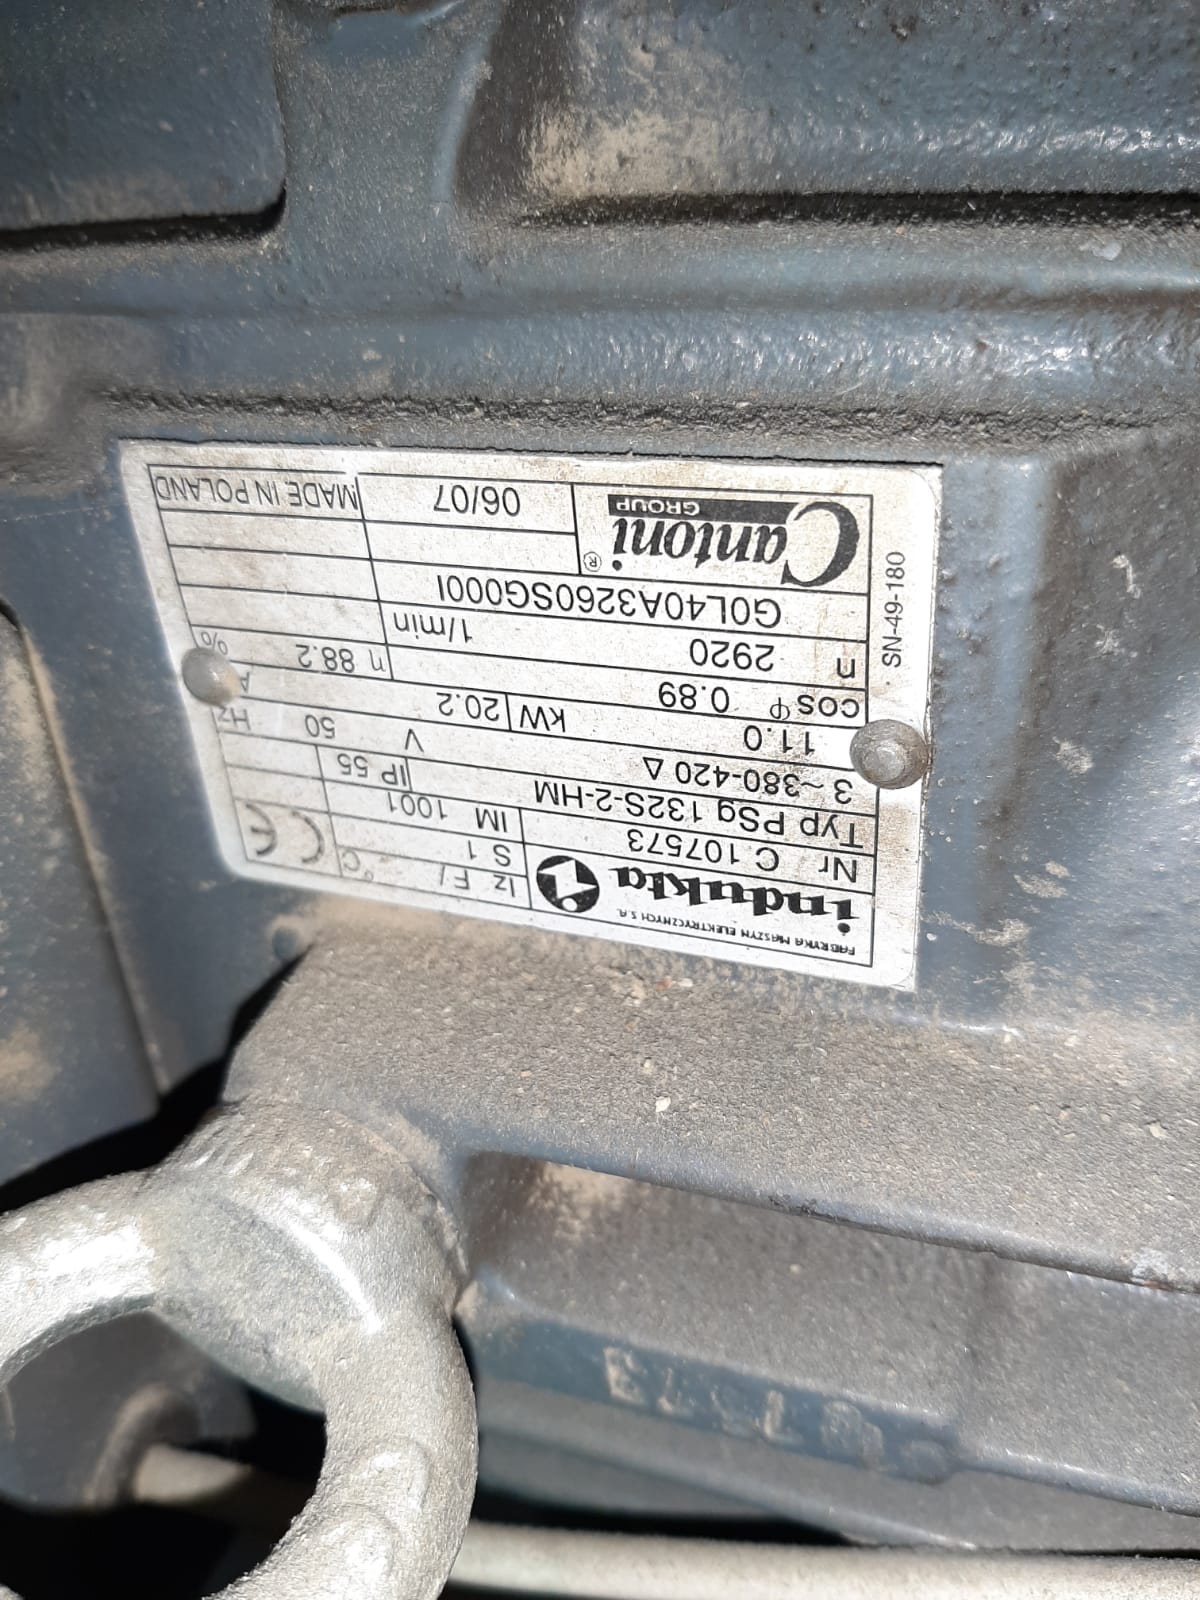 FABRYKA MASZYN ELEKTRYCZNYCH S.A.
indukta
Iz F / °C
S 1
CE
Nr C 107573
IM 1001
Typ PSg 132S-2-HM
IP 55
3 ~380-420 Δ V 50 Hz
11.0 kW 20.2 A
cos φ 0.89 η 88.2 %
n 2920 1/min
G0L40A3260SG000I
Cantoni ®
GROUP
06/07
MADE IN POLAND
SN-49-180